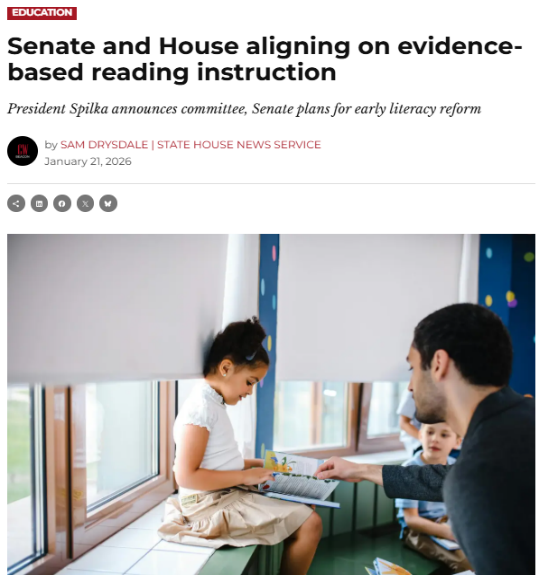 EDUCATION
Senate and House aligning on evidence-
based reading instruction
President Spilka announces committee, Senate plans for early literacy reform
by SAM DRYSDALE | STATE HOUSE NEWS SERVICE
January 21, 2026
CW